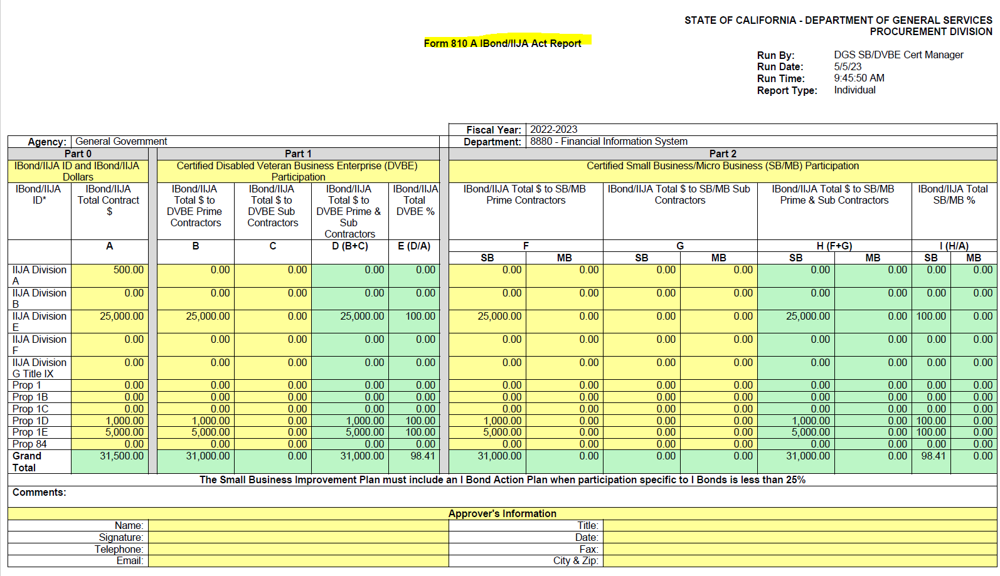 STATE OF CALIFORNIA - DEPARTMENT OF GENERAL SERVICES
PROCUREMENT DIVISION
Form 810 A IBond/IIJA Act Report
Run By: DGS SB/DVBE Cert Manager
Run Date: 5/5/23
Run Time: 9:45:50 AM
Report Type: Individual
Fiscal Year: 2022-2023
Agency: General Government Department: 8880 - Financial Information System
Part 0 Part 1 Part 2
IBond/IIJA ID and IBond/IIJA
Dollars
Certified Disabled Veteran Business Enterprise (DVBE)
Participation
Certified Small Business/Micro Business (SB/MB) Participation
IBond/IIJA
ID*
IBond/IIJA
Total Contract
$
IBond/IIJA
Total $ to
DVBE Prime
Contractors
IBond/IIJA
Total $ to
DVBE Sub
Contractors
IBond/IIJA
Total $ to
DVBE Prime &
Sub
Contractors
IBond/IIJA
Total
DVBE %
IBond/IIJA Total $ to SB/MB
Prime Contractors
IBond/IIJA Total $ to SB/MB Sub
Contractors
IBond/IIJA Total $ to SB/MB
Prime & Sub Contractors
IBond/IIJA Total
SB/MB %
A B C D (B+C) E (D/A) F G H (F+G) I (H/A)
SB MB SB MB SB MB SB MB
IIJA Division
A
500.00 0.00 0.00 0.00 0.00 0.00 0.00 0.00 0.00 0.00 0.00 0.00 0.00
IIJA Division
B
0.00 0.00 0.00 0.00 0.00 0.00 0.00 0.00 0.00 0.00 0.00 0.00 0.00
IIJA Division
E
25,000.00 25,000.00 0.00 25,000.00 100.00 25,000.00 0.00 0.00 0.00 25,000.00 0.00 100.00 0.00
IIJA Division
F
0.00 0.00 0.00 0.00 0.00 0.00 0.00 0.00 0.00 0.00 0.00 0.00 0.00
IIJA Division
G Title IX
0.00 0.00 0.00 0.00 0.00 0.00 0.00 0.00 0.00 0.00 0.00 0.00 0.00
Prop 1 0.00 0.00 0.00 0.00 0.00 0.00 0.00 0.00 0.00 0.00 0.00 0.00 0.00
Prop 1B 0.00 0.00 0.00 0.00 0.00 0.00 0.00 0.00 0.00 0.00 0.00 0.00 0.00
Prop 1C 0.00 0.00 0.00 0.00 0.00 0.00 0.00 0.00 0.00 0.00 0.00 0.00 0.00
Prop 1D 1,000.00 1,000.00 0.00 1,000.00 100.00 1,000.00 0.00 0.00 0.00 1,000.00 0.00 100.00 0.00
Prop 1E 5,000.00 5,000.00 0.00 5,000.00 100.00 5,000.00 0.00 0.00 0.00 5,000.00 0.00 100.00 0.00
Prop 84 0.00 0.00 0.00 0.00 0.00 0.00 0.00 0.00 0.00 0.00 0.00 0.00 0.00
Grand
Total
31,500.00 31,000.00 0.00 31,000.00 98.41 31,000.00 0.00 0.00 0.00 31,000.00 0.00 98.41 0.00
The Small Business Improvement Plan must include an I Bond Action Plan when participation specific to I Bonds is less than 25%
Comments:
Approver's Information
Name: Title:
Signature: Date:
Telephone: Fax:
Email: City & Zip: